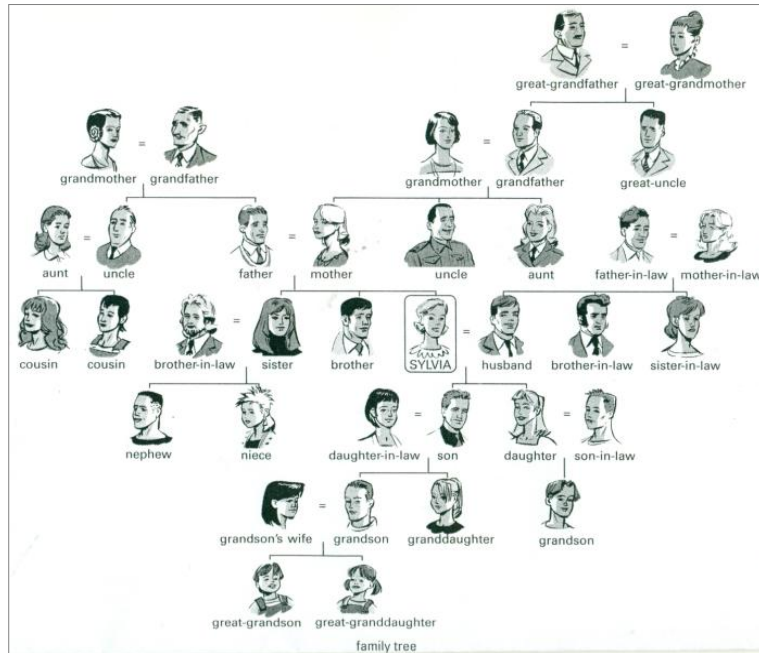 =
great-grandfather great-grandmother
= =
grandmother grandfather grandmother grandfather great-uncle
= = =
aunt uncle father mother uncle aunt father-in-law mother-in-law
= =
cousin cousin brother-in-law sister brother SYLVIA husband brother-in-law sister-in-law
= =
nephew niece daughter-in-law son daughter son-in-law
=
grandson's wife grandson granddaughter grandson
great-grandson great-granddaughter
family tree